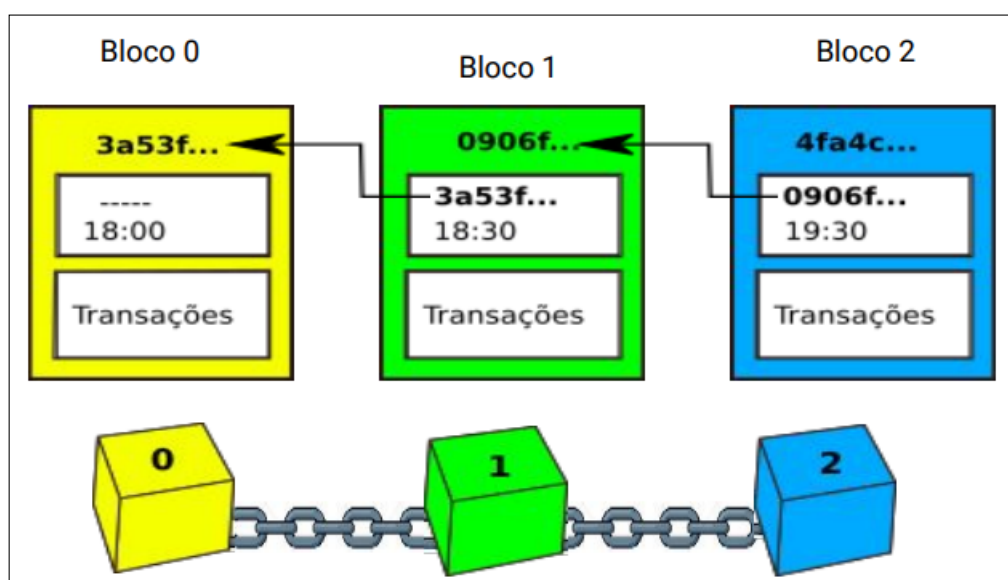 Bloco 0
Bloco 1
Bloco 2
3a53f...
0906f...
4fa4c...
-----
18:00
3a53f...
18:30
0906f...
19:30
Transações
Transações
Transações
0
1
2